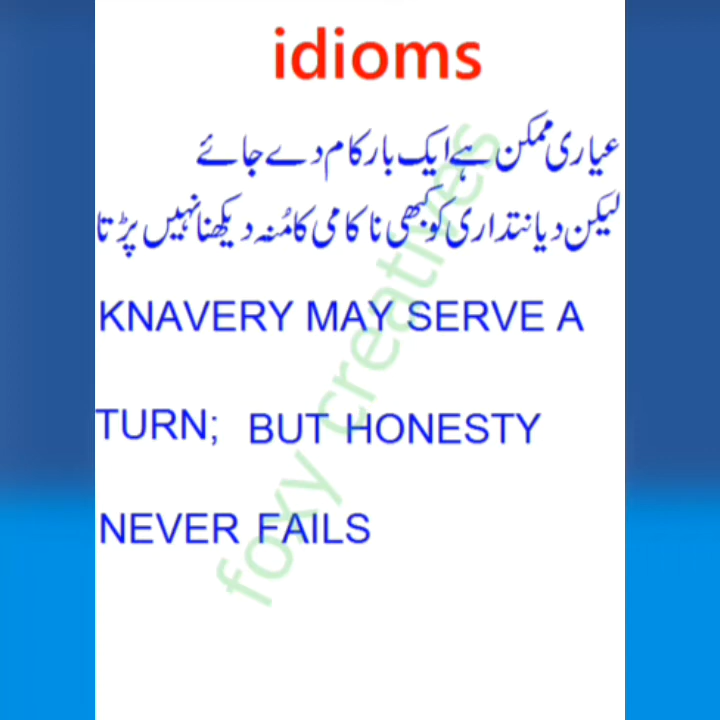 idioms
عیاری ممکن ہے ایک بار کام دے جائے
لیکن دیانتداری کو کبھی ناکامی کا مُنہ دیکھنا نہیں پڑتا
KNAVERY MAY SERVE A
TURN; BUT HONESTY
NEVER FAILS
foxy creatives